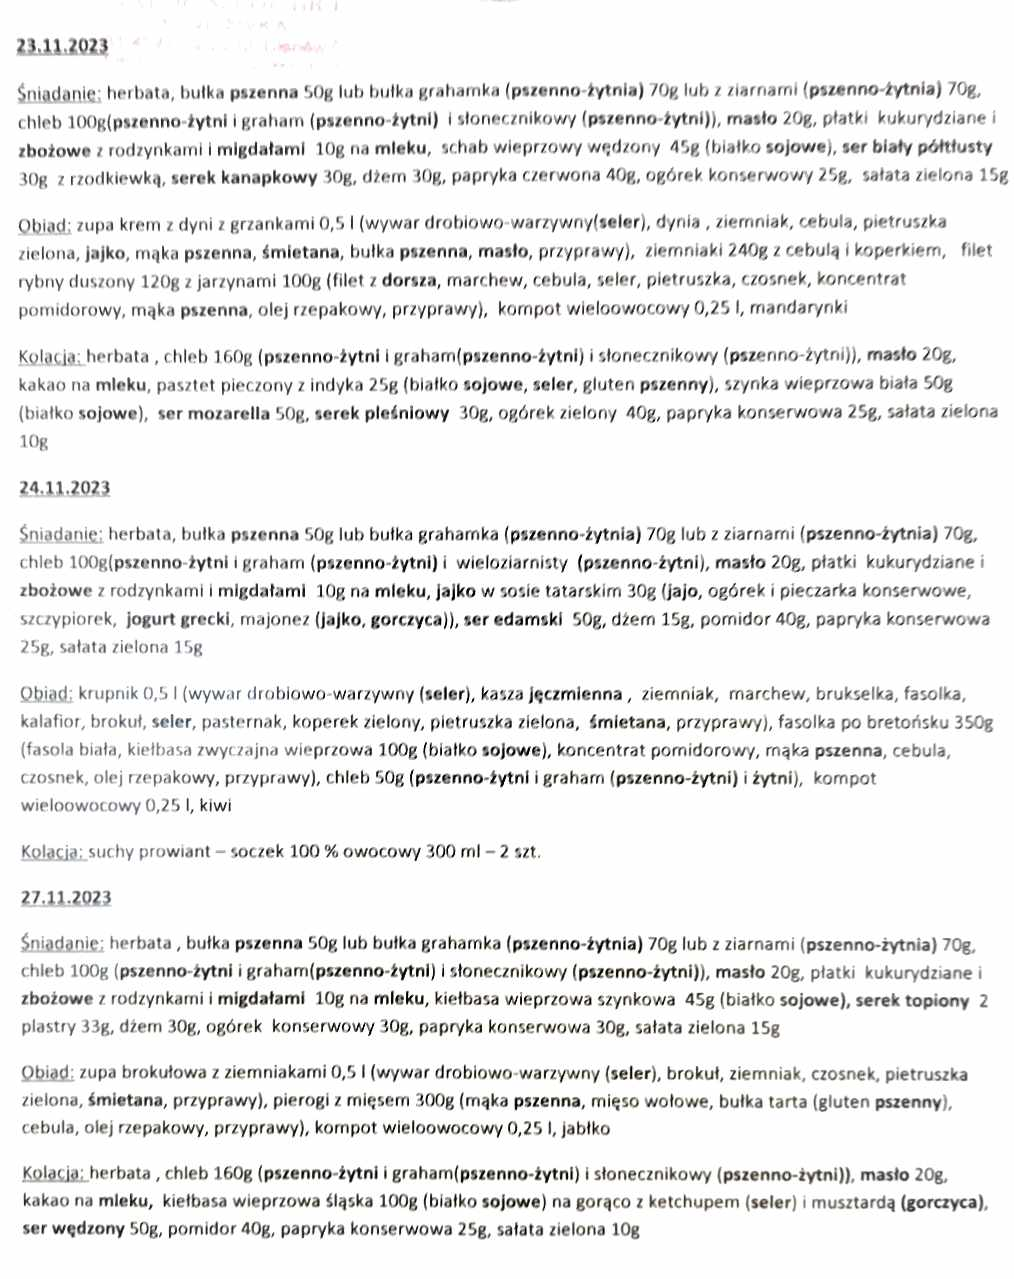 23.11.2023
Śniadanie: herbata, bułka pszenna 50g lub bułka grahamka (pszenno-żytnia) 70g lub z ziarnami (pszenno-żytnia) 70g,
chleb 100g(pszenno-żytni i graham (pszenno-żytni) i słonecznikowy (pszenno-żytni)), masło 20g, płatki kukurydziane i
zbożowe z rodzynkami i migdałami 10g na mleku, schab wieprzowy wędzony 45g (białko sojowe), ser biały półtłusty
30g z rzodkiewką, serek kanapkowy 30g, dżem 30g, papryka czerwona 40g, ogórek konserwowy 25g, sałata zielona 15g
Obiad: zupa krem z dyni z grzankami 0,5 l (wywar drobiowo-warzywny(seler), dynia , ziemniak, cebula, pietruszka
zielona, jajko, mąka pszenna, śmietana, bułka pszenna, masło, przyprawy), ziemniaki 240g z cebulą i koperkiem, filet
rybny duszony 120g z jarzynami 100g (filet z dorsza, marchew, cebula, seler, pietruszka, czosnek, koncentrat
pomidorowy, mąka pszenna, olej rzepakowy, przyprawy), kompot wieloowocowy 0,25 l, mandarynki
Kolacja: herbata , chleb 160g (pszenno-żytni i graham(pszenno-żytni) i słonecznikowy (pszenno-żytni)), masło 20g,
kakao na mleku, pasztet pieczony z indyka 25g (białko sojowe, seler, gluten pszenny), szynka wieprzowa biała 50g
(białko sojowe), ser mozarella 50g, serek pleśniowy 30g, ogórek zielony 40g, papryka konserwowa 25g, sałata zielona
10g
24.11.2023
Śniadanie: herbata, bułka pszenna 50g lub bułka grahamka (pszenno-żytnia) 70g lub z ziarnami (pszenno-żytnia) 70g,
chleb 100g(pszenno-żytni i graham (pszenno-żytni) i wieloziarnisty (pszenno-żytni), masło 20g, płatki kukurydziane i
zbożowe z rodzynkami i migdałami 10g na mleku, jajko w sosie tatarskim 30g (jajo, ogórek i pieczarka konserwowe,
szczypiorek, jogurt grecki, majonez (jajko, gorczyca)), ser edamski 50g, dżem 15g, pomidor 40g, papryka konserwowa
25g, sałata zielona 15g
Obiad: krupnik 0,5 l (wywar drobiowo-warzywny (seler), kasza jęczmienna , ziemniak, marchew, brukselka, fasolka,
kalafior, brokuł, seler, pasternak, koperek zielony, pietruszka zielona, śmietana, przyprawy), fasolka po bretońsku 350g
(fasola biała, kiełbasa zwyczajna wieprzowa 100g (białko sojowe), koncentrat pomidorowy, mąka pszenna, cebula,
czosnek, olej rzepakowy, przyprawy), chleb 50g (pszenno-żytni i graham (pszenno-żytni) i żytni), kompot
wieloowocowy 0,25 l, kiwi
Kolacja: suchy prowiant – soczek 100 % owocowy 300 ml – 2 szt.
27.11.2023
Śniadanie: herbata , bułka pszenna 50g lub bułka grahamka (pszenno-żytnia) 70g lub z ziarnami (pszenno-żytnia) 70g,
chleb 100g (pszenno-żytni i graham(pszenno-żytni) i słonecznikowy (pszenno-żytni)), masło 20g, płatki kukurydziane i
zbożowe z rodzynkami i migdałami 10g na mleku, kiełbasa wieprzowa szynkowa 45g (białko sojowe), serek topiony 2
plastry 33g, dżem 30g, ogórek konserwowy 30g, papryka konserwowa 30g, sałata zielona 15g
Obiad: zupa brokułowa z ziemniakami 0,5 l (wywar drobiowo-warzywny (seler), brokuł, ziemniak, czosnek, pietruszka
zielona, śmietana, przyprawy), pierogi z mięsem 300g (mąka pszenna, mięso wołowe, bułka tarta (gluten pszenny),
cebula, olej rzepakowy, przyprawy), kompot wieloowocowy 0,25 l, jabłko
Kolacja: herbata , chleb 160g (pszenno-żytni i graham(pszenno-żytni) i słonecznikowy (pszenno-żytni)), masło 20g,
kakao na mleku, kiełbasa wieprzowa śląska 100g (białko sojowe) na gorąco z ketchupem (seler) i musztardą (gorczyca),
ser wędzony 50g, pomidor 40g, papryka konserwowa 25g, sałata zielona 10g